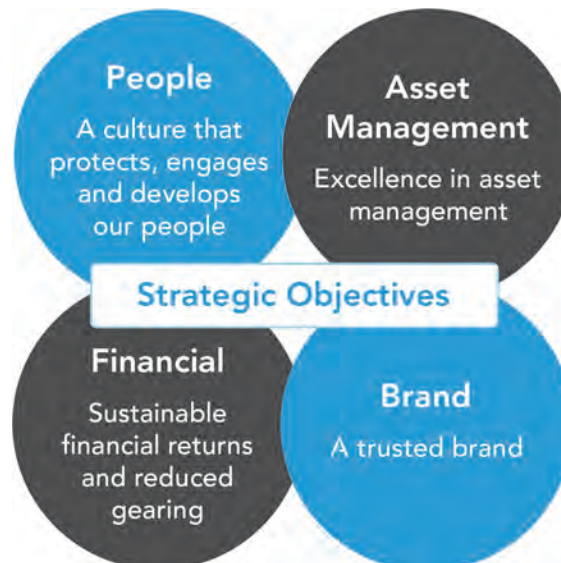 People
A culture that
protects, engages
and develops
our people
Asset
Management
Excellence in asset
management
Strategic Objectives
Financial
Sustainable
financial returns
and reduced
gearing
Brand
A trusted brand